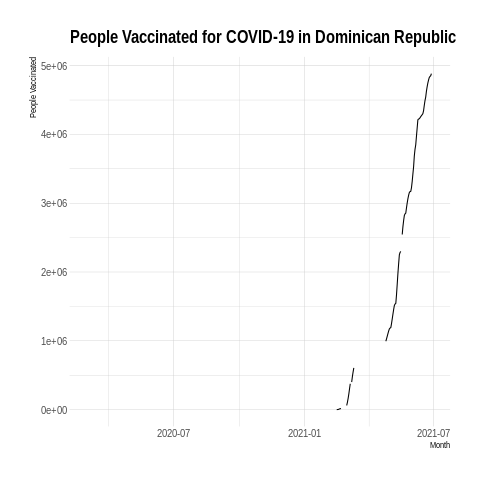 People Vaccinated for COVID-19 in Dominican Republic
People Vaccinated
5e+06
4e+06
3e+06
2e+06
1e+06
0e+00
2020-07 2021-01 2021-07
Month